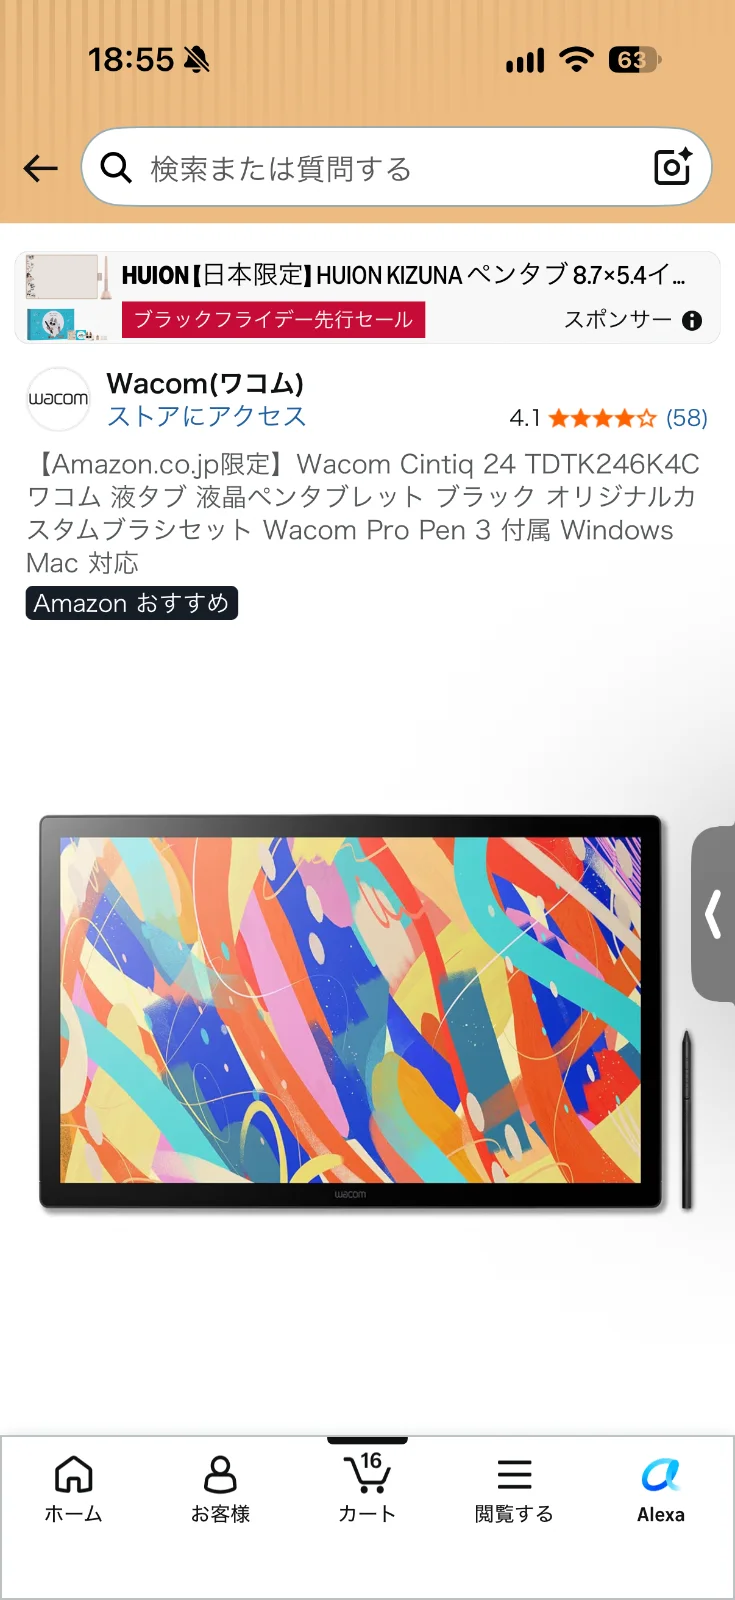 18:55
63
検索または質問する
HUION【日本限定】HUION KIZUNA ペンタブ 8.7×5.4イ...
ブラックフライデー先行セール
スポンサー
wacom
Wacom(ワコム)
ストアにアクセス
4.1 (58)
【Amazon.co.jp限定】Wacom Cintiq 24 TDTK246K4C
ワコム 液タブ 液晶ペンタブレット ブラック オリジナルカ
スタムブラシセット Wacom Pro Pen 3 付属 Windows
Mac 対応
Amazon おすすめ
wacom
16
ホーム
お客様
カート
閲覧する
Alexa